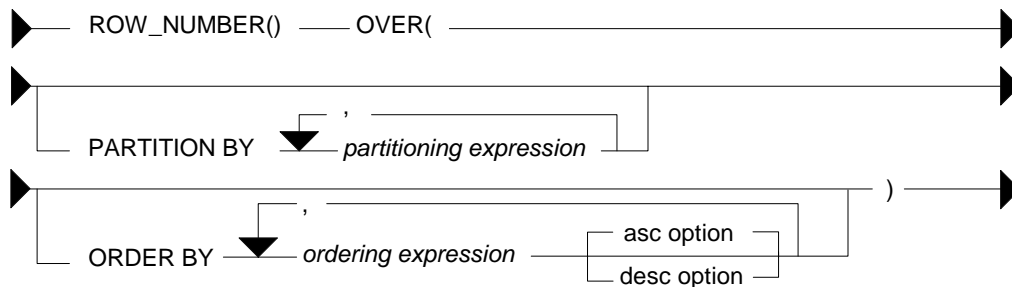 ROW_NUMBER() OVER(
,
PARTITION BY partitioning expression
)
,
ORDER BY ordering expression asc option
desc option